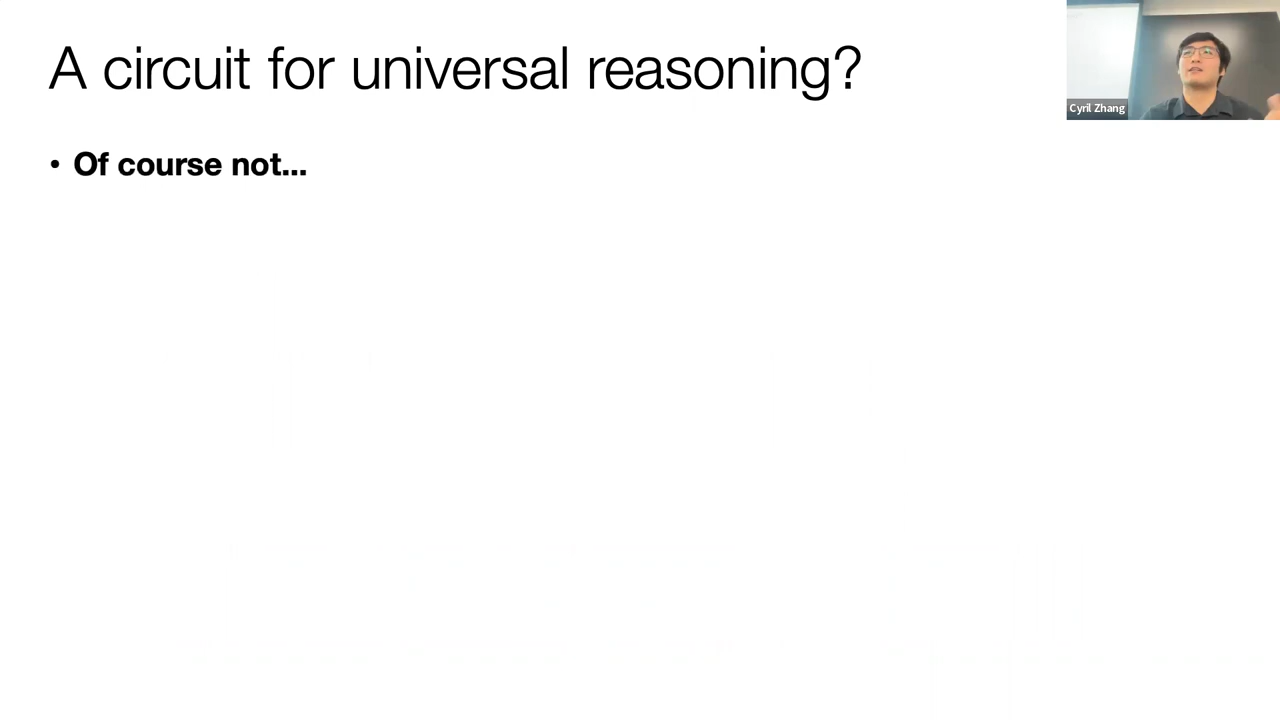 A circuit for universal reasoning?
Cyril Zhang
• Of course not...